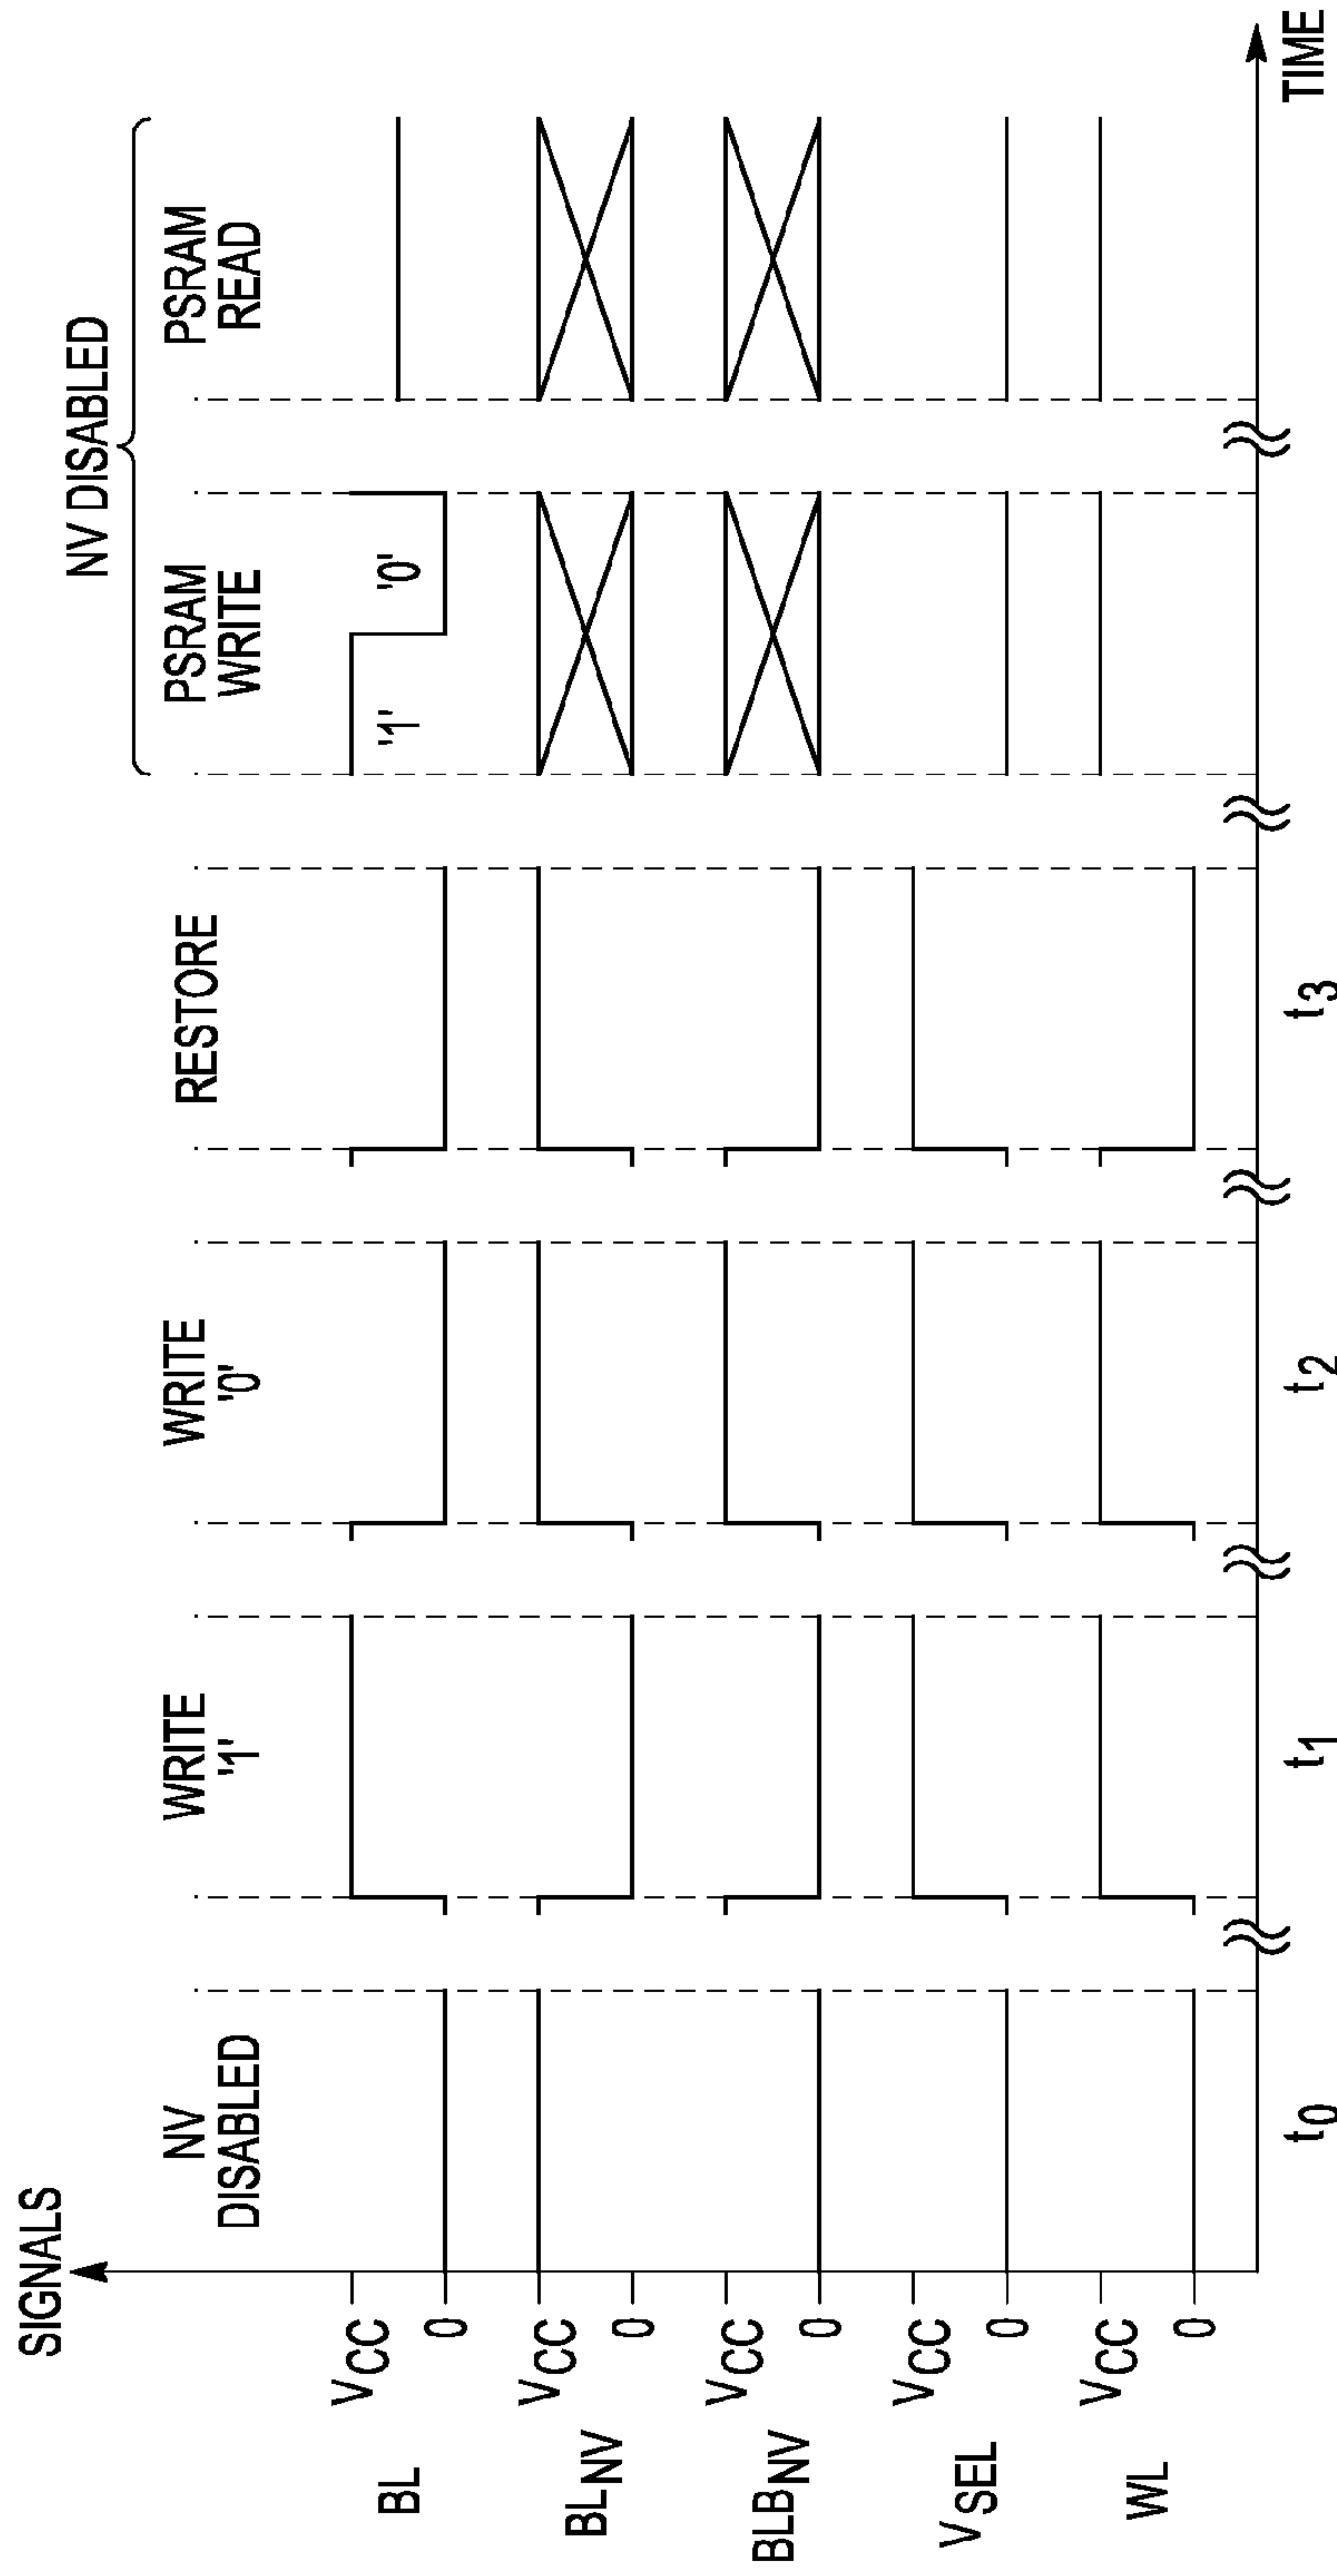 SIGNALS
NV DISABLED
NV
DISABLED
WRITE
'1'
WRITE
'0'
RESTORE
PSRAM
WRITE
PSRAM
READ
BL
VCC
0
'1'
'0'
BLNV
VCC
0
BLBNV
VCC
0
VSEL
VCC
0
WL
VCC
0
t0
t1
t2
t3
TIME